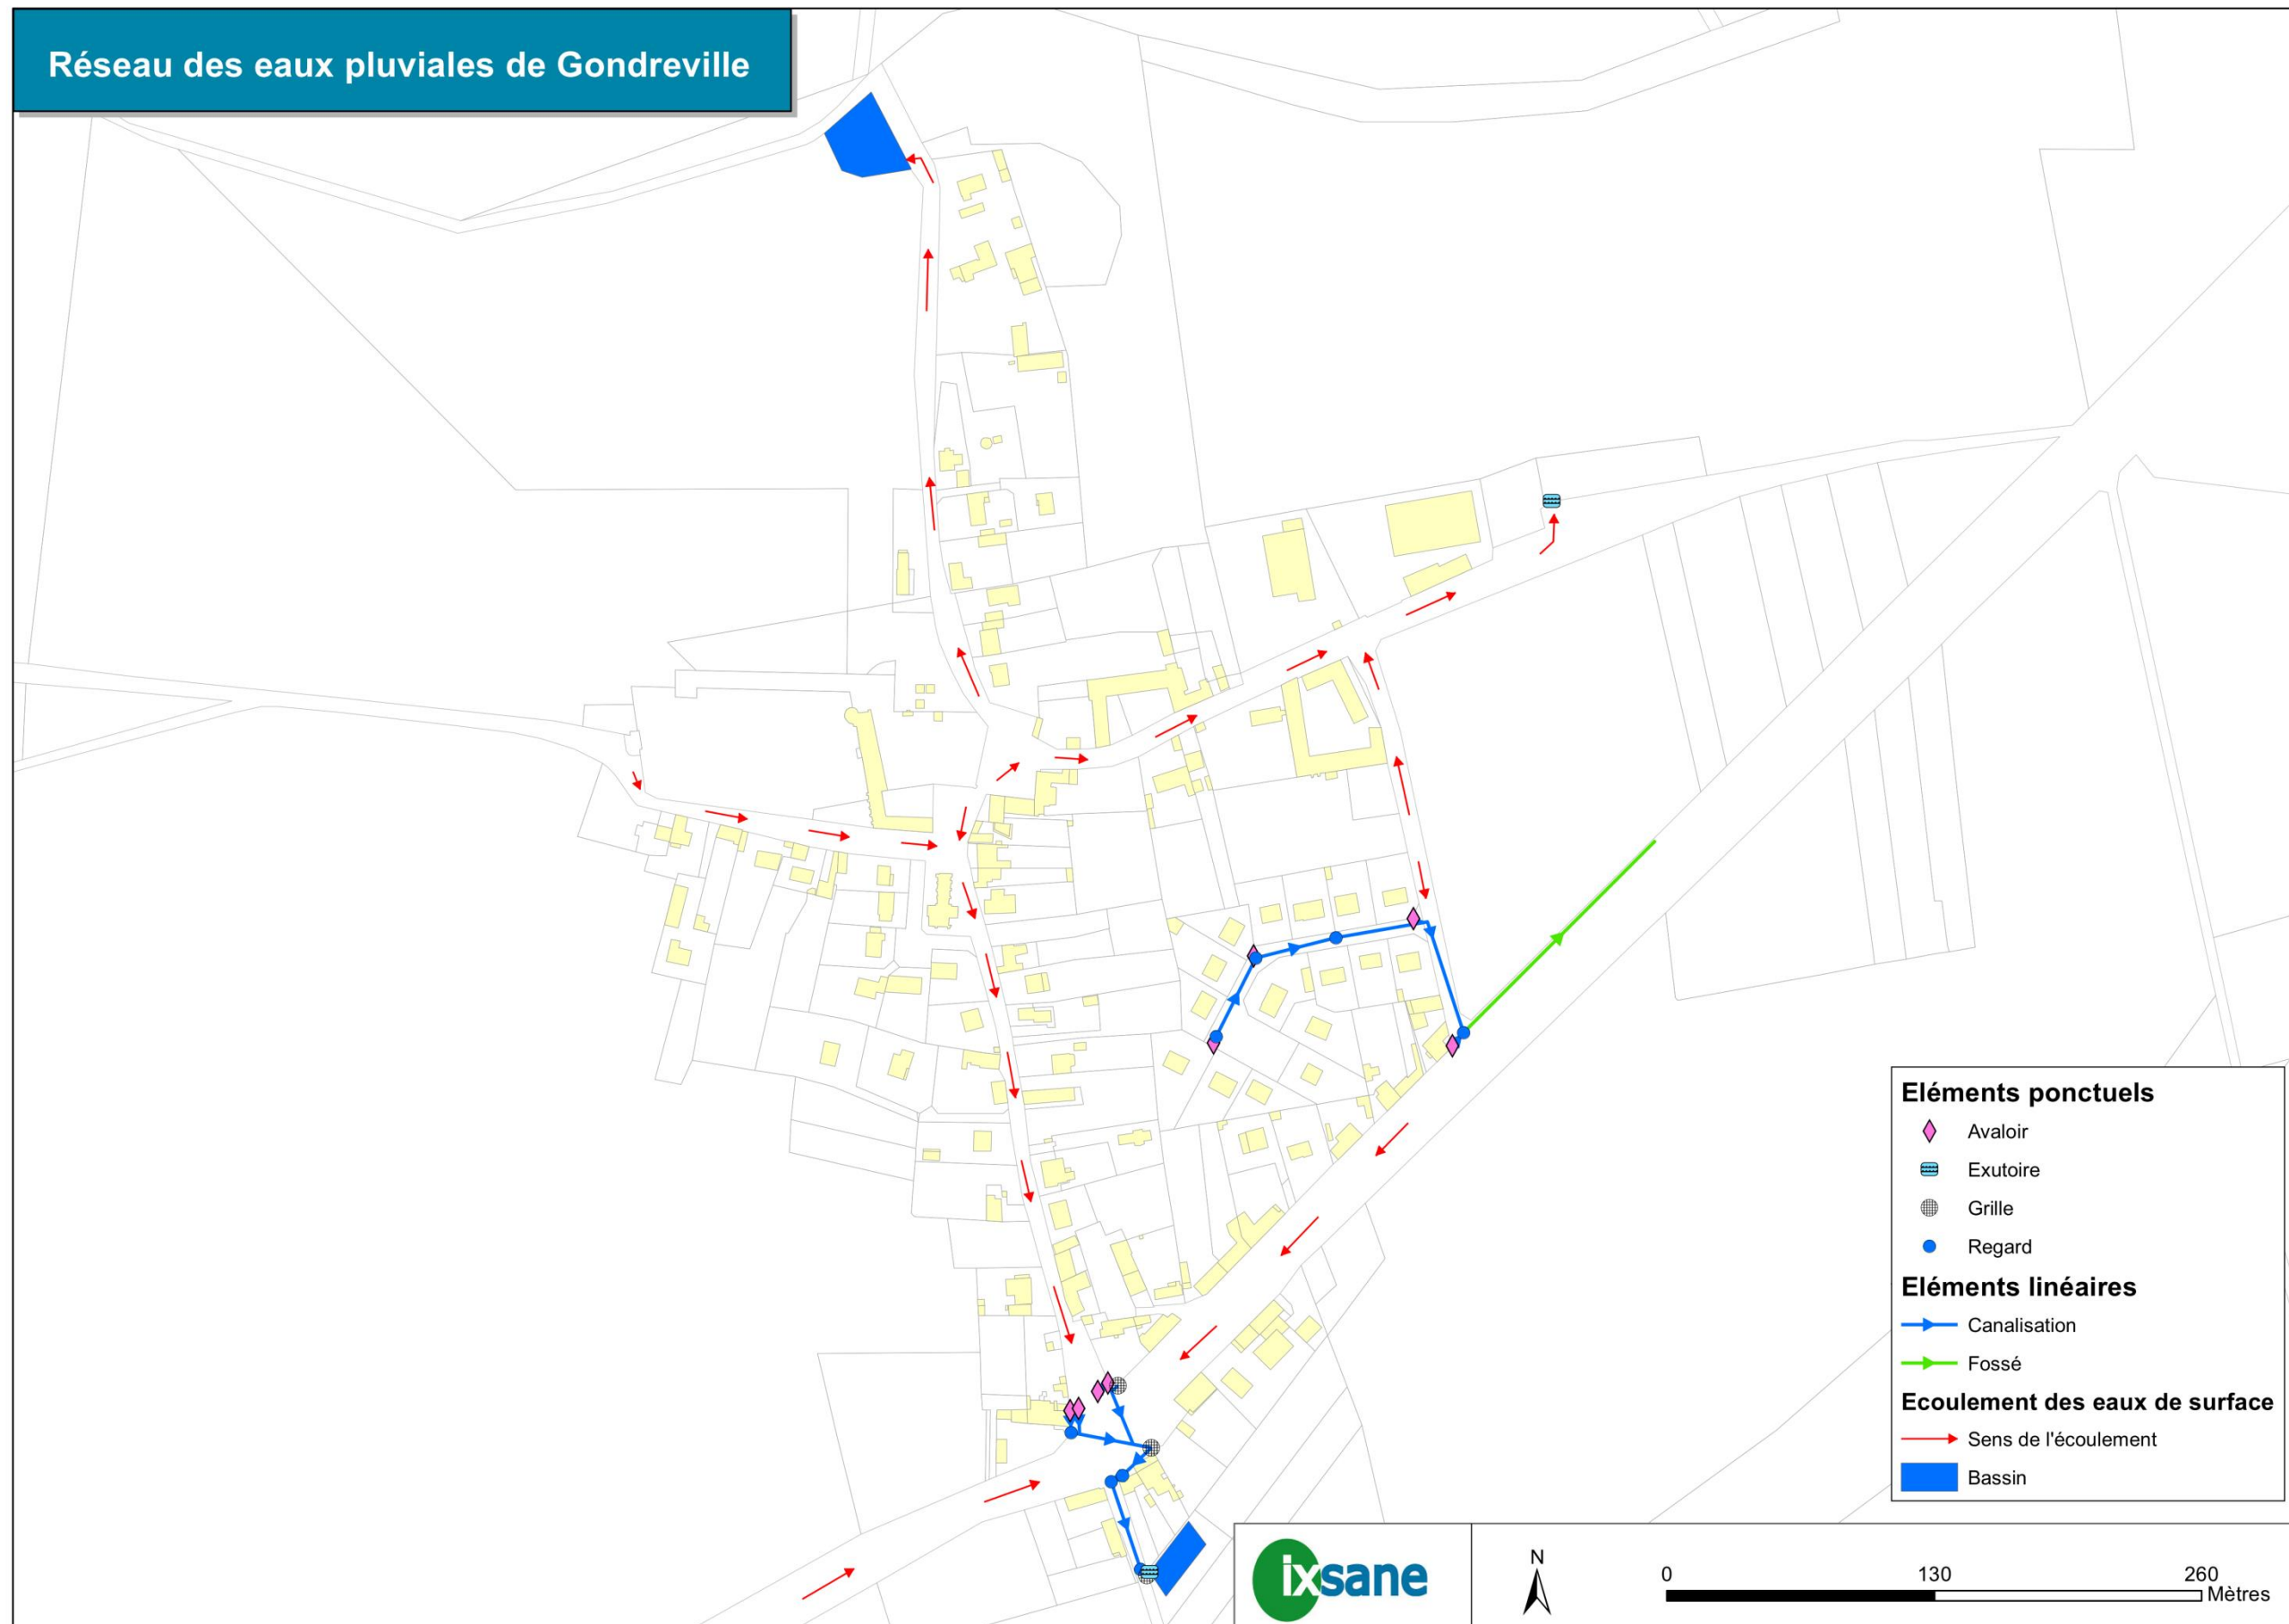 Réseau des eaux pluviales de Gondreville
Eléments ponctuels
Avaloir
Exutoire
Grille
Regard
Eléments linéaires
Canalisation
Fossé
Ecoulement des eaux de surface
Sens de l'écoulement
Bassin
ixsane
N
0 130 260
Mètres